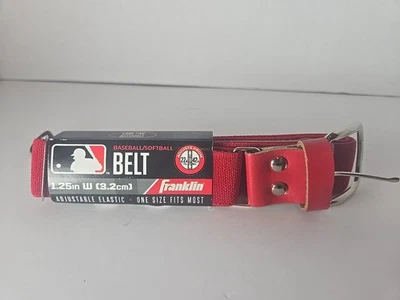 BASEBALL/SOFTBALL
BELT
1.25in W (3.2cm)
Franklin
ADJUSTABLE ELASTIC - ONE SIZE FITS MOST